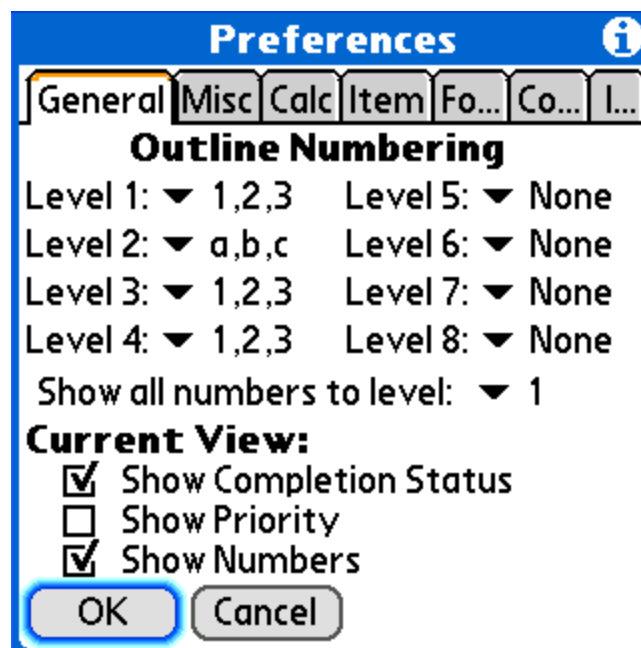 Preferences
General Misc Calc Item Fo... Co... I...
Outline Numbering
Level 1: 1,2,3 Level 5: None
Level 2: a,b,c Level 6: None
Level 3: 1,2,3 Level 7: None
Level 4: 1,2,3 Level 8: None
Show all numbers to level: 1
Current View:
Show Completion Status
Show Priority
Show Numbers
OK Cancel